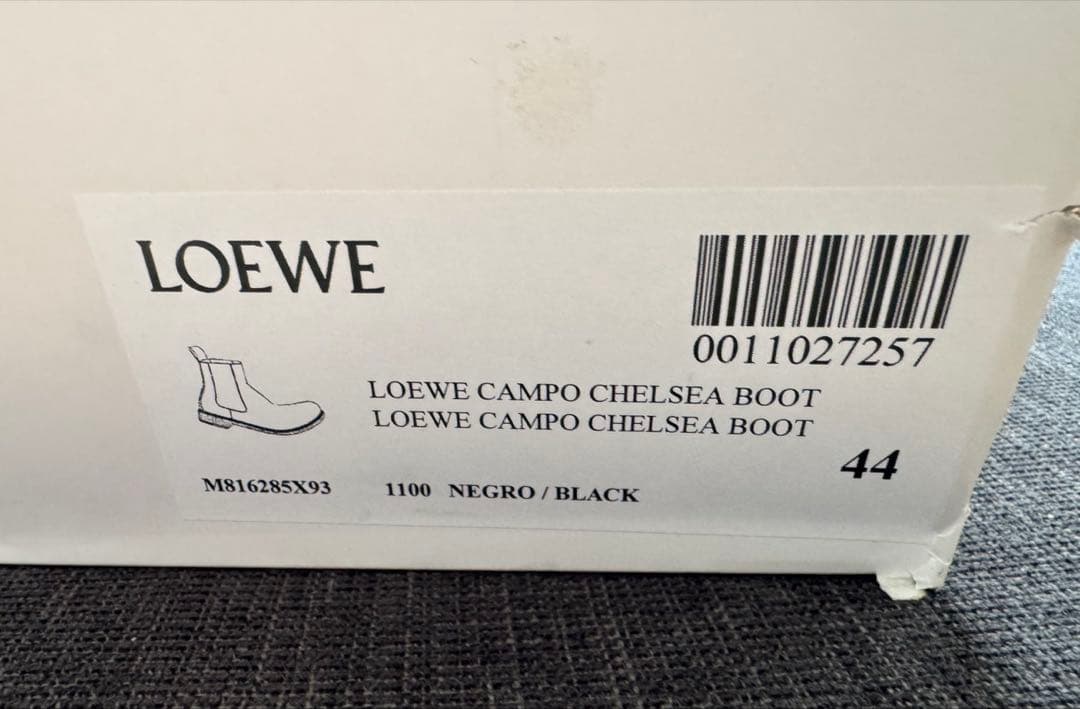 LOEWE
0011027257
LOEWE CAMPO CHELSEA BOOT
LOEWE CAMPO CHELSEA BOOT
44
M816285X93 1100 NEGRO / BLACK